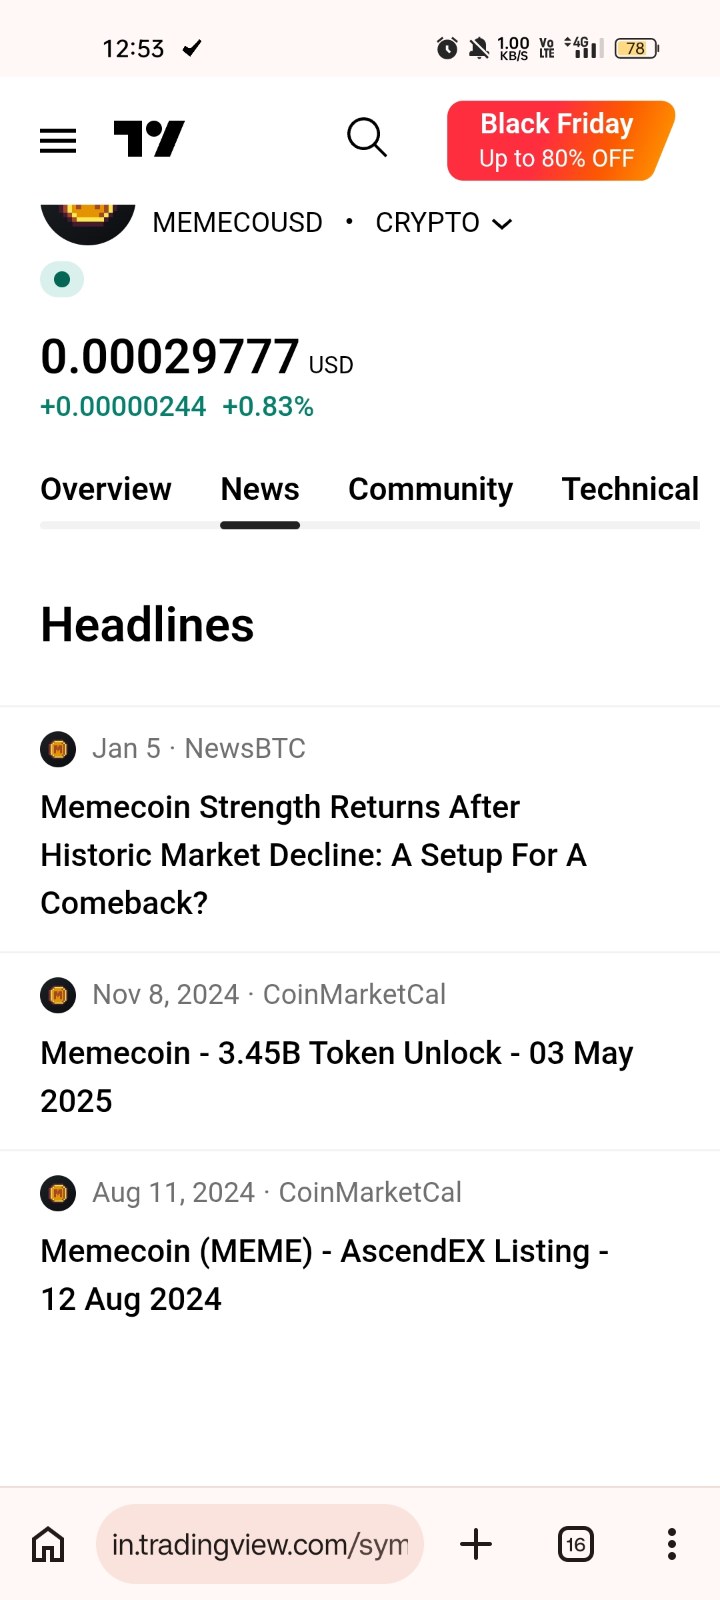 12:53
1.00 KB/S Vo LTE 4G 78
Black Friday
Up to 80% OFF
MEMECOUSD • CRYPTO
0.00029777 USD
+0.00000244 +0.83%
Overview News Community Technical
Headlines
Jan 5 · NewsBTC
Memecoin Strength Returns After
Historic Market Decline: A Setup For A
Comeback?
Nov 8, 2024 · CoinMarketCal
Memecoin - 3.45B Token Unlock - 03 May
2025
Aug 11, 2024 · CoinMarketCal
Memecoin (MEME) - AscendEX Listing -
12 Aug 2024
in.tradingview.com/sym 16